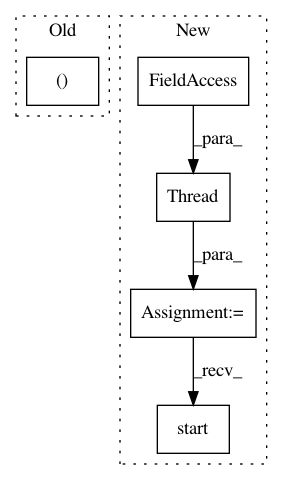 Old
New
()
FieldAccess
_para_
Thread
_para_
Assignment:=
_recv_
start